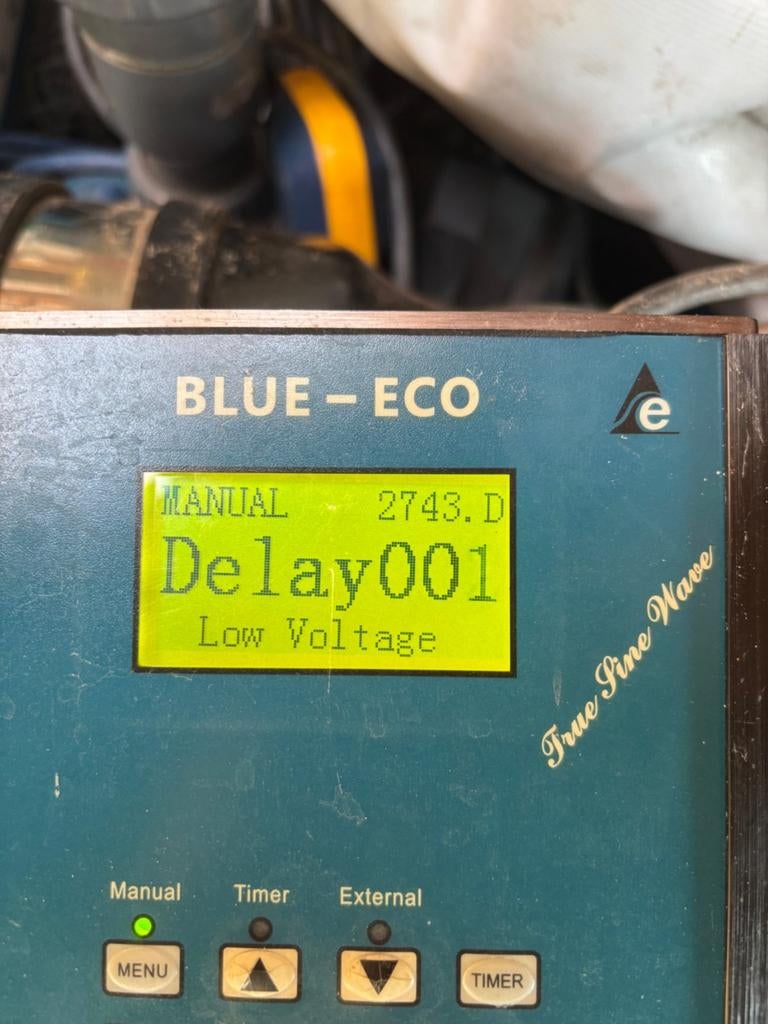 BLUE – ECO
e
MANUAL 2743.D
Delay001
Low Voltage
True Sine Wave
Manual Timer External
MENU TIMER